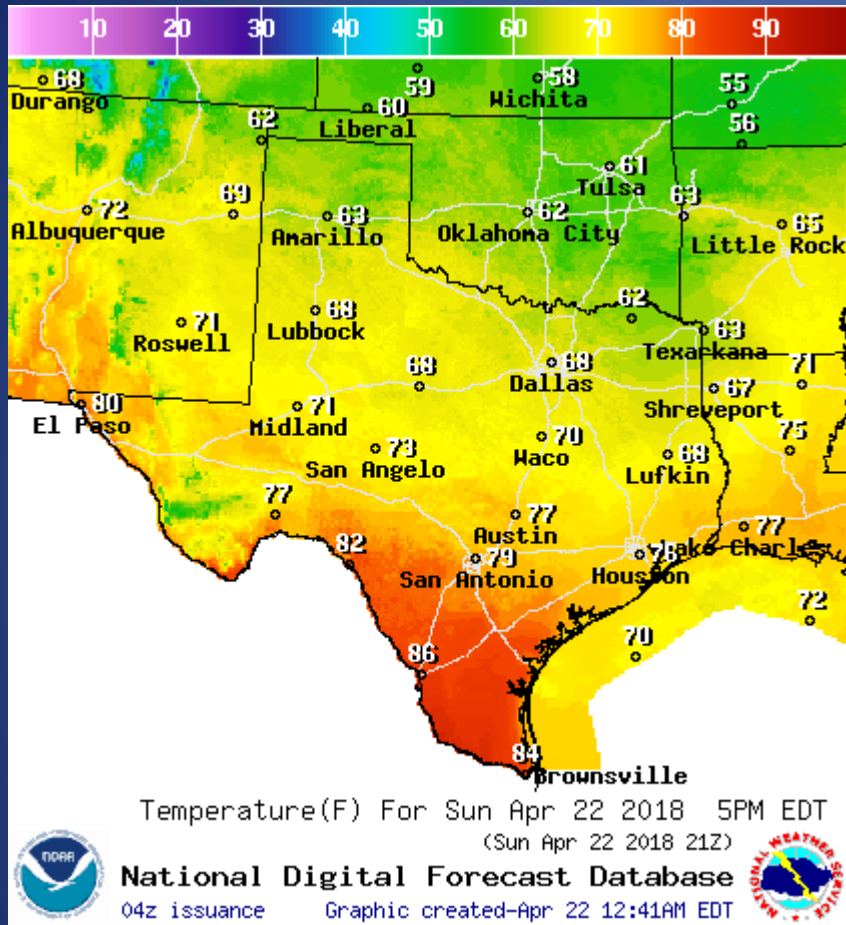 10 20 30 40 50 60 70 80 90
68 59 58 55
Durango Wichita
60
Liberal
62 56
61
Tulsa
72 69 63 62 63 65
Albuquerque Amarillo Oklahoma City Little Rock
71 68 62 63
Roswell Lubbock Texarkana
68 68 71
Dallas
80 71 67
El Paso Midland Shreveport
73 70 68 75
San Angelo Waco Lufkin
77 77 77
Austin
82 79 78 Lake Charles
San Antonio Houston
72
86 70
84
Brownsville
Temperature(F) For Sun Apr 22 2018 5PM EDT
(Sun Apr 22 2018 21Z)
NOAA
NATIONAL WEATHER SERVICE
National Digital Forecast Database
04z issuance Graphic created-Apr 22 12:41AM EDT